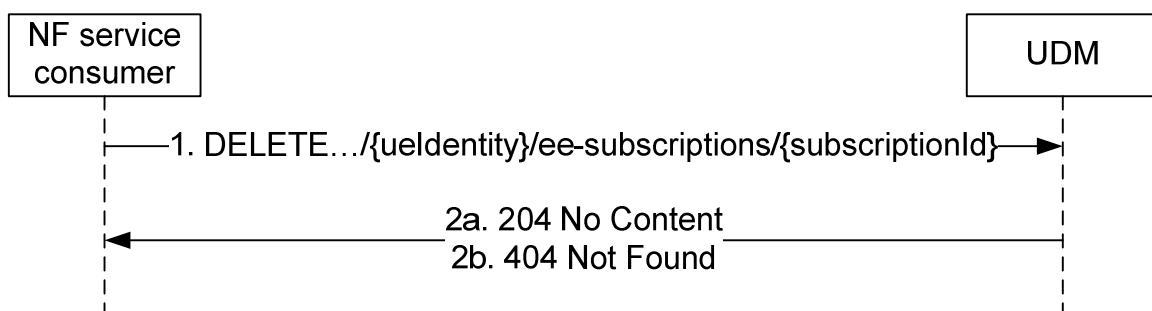 NF service
consumer
UDM
1. DELETE…/{ueIdentity}/ee-subscriptions/{subscriptionId}
2a. 204 No Content
2b. 404 Not Found